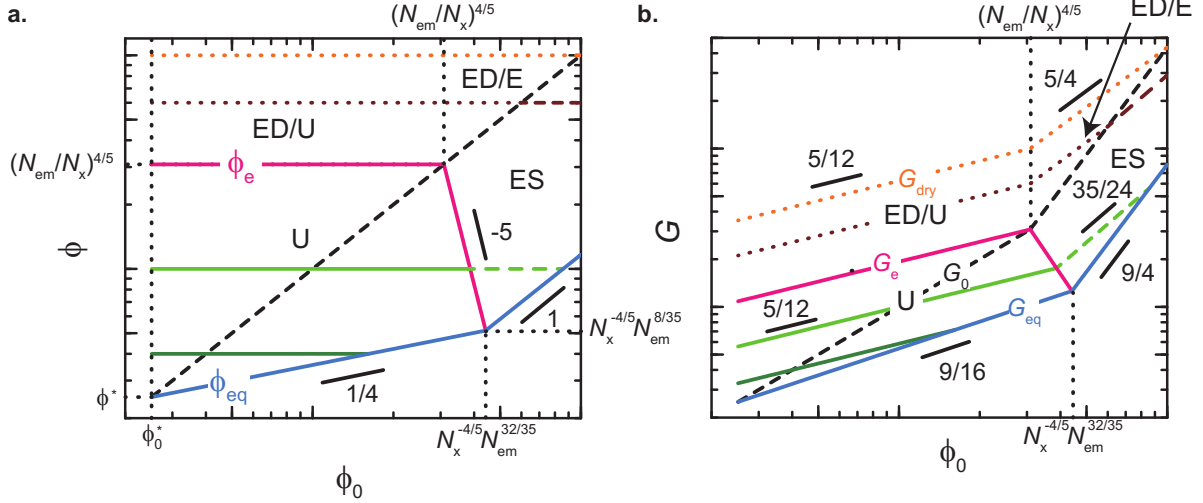 a.
(N_em/N_x)^4/5
ED/E
ED/U
(N_em/N_x)^4/5
ϕ_e
ES
U
-5
ϕ
1
N_x^-4/5 N_em^8/35
ϕ_eq
1/4
ϕ*
ϕ_0^*
N_x^-4/5 N_em^32/35
ϕ_0
b.
(N_em/N_x)^4/5
ED/E
5/4
5/12
G_dry
ES
ED/U
35/24
G
G_e
G_0
5/12
U
9/4
G_eq
9/16
N_x^-4/5 N_em^32/35
ϕ_0